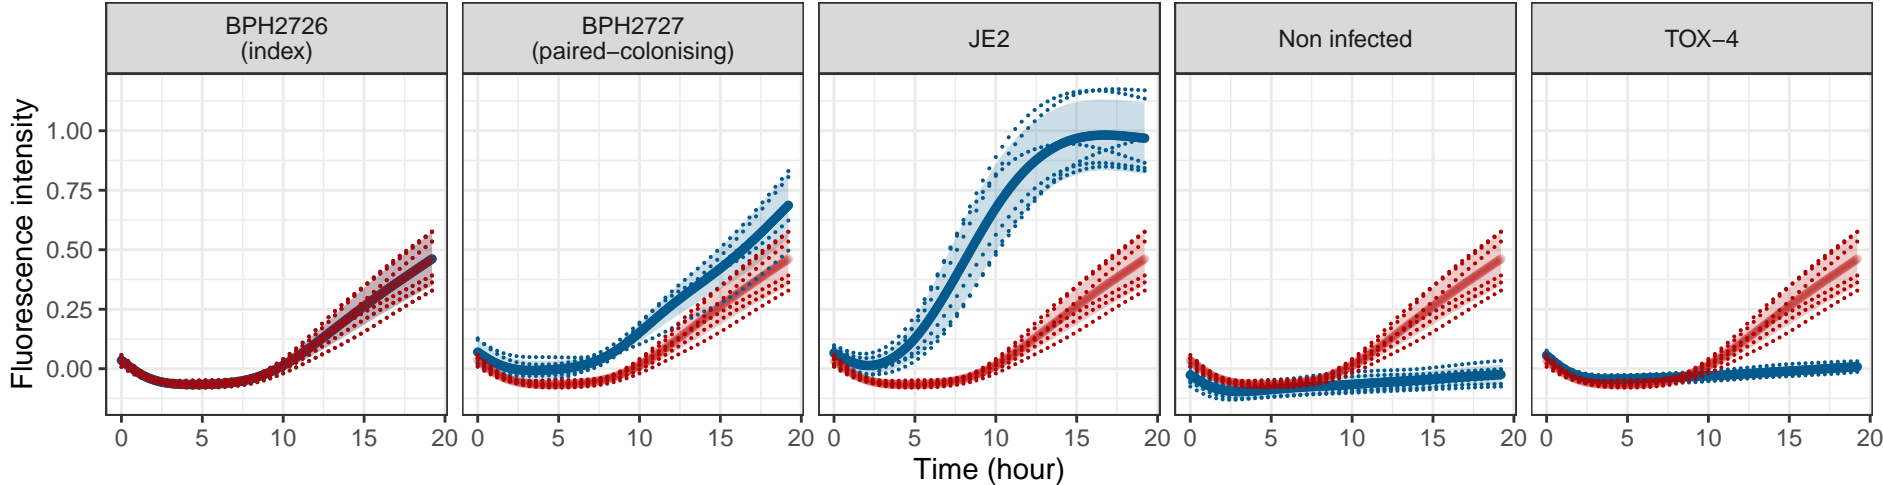 BPH2726
(index)
BPH2727
(paired−colonising)
JE2
Non infected
TOX−4
Fluorescence intensity
1.00
0.75
0.50
0.25
0.00
0 5 10 15 20
0 5 10 15 20
0 5 10 15 20
0 5 10 15 20
0 5 10 15 20
Time (hour)